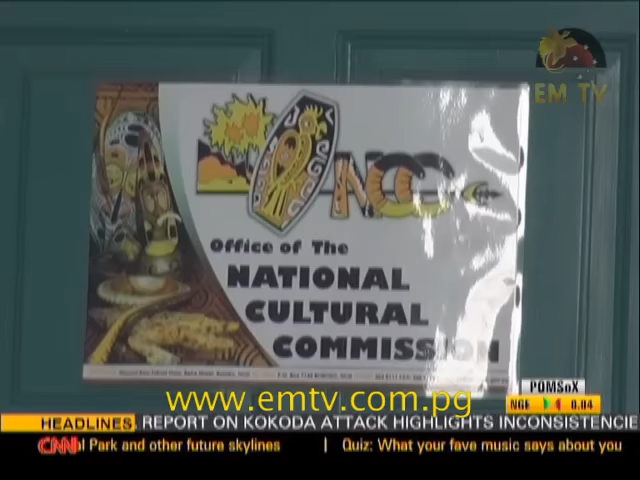 EM TV
NCC
Office of The
NATIONAL
CULTURAL
COMMISSION
www.emtv.com.pg
POMSoX
NGE 0.84
HEADLINES REPORT ON KOKODA ATTACK HIGHLIGHTS INCONSISTENCIE
CNN l Park and other future skylines | Quiz: What your fave music says about you